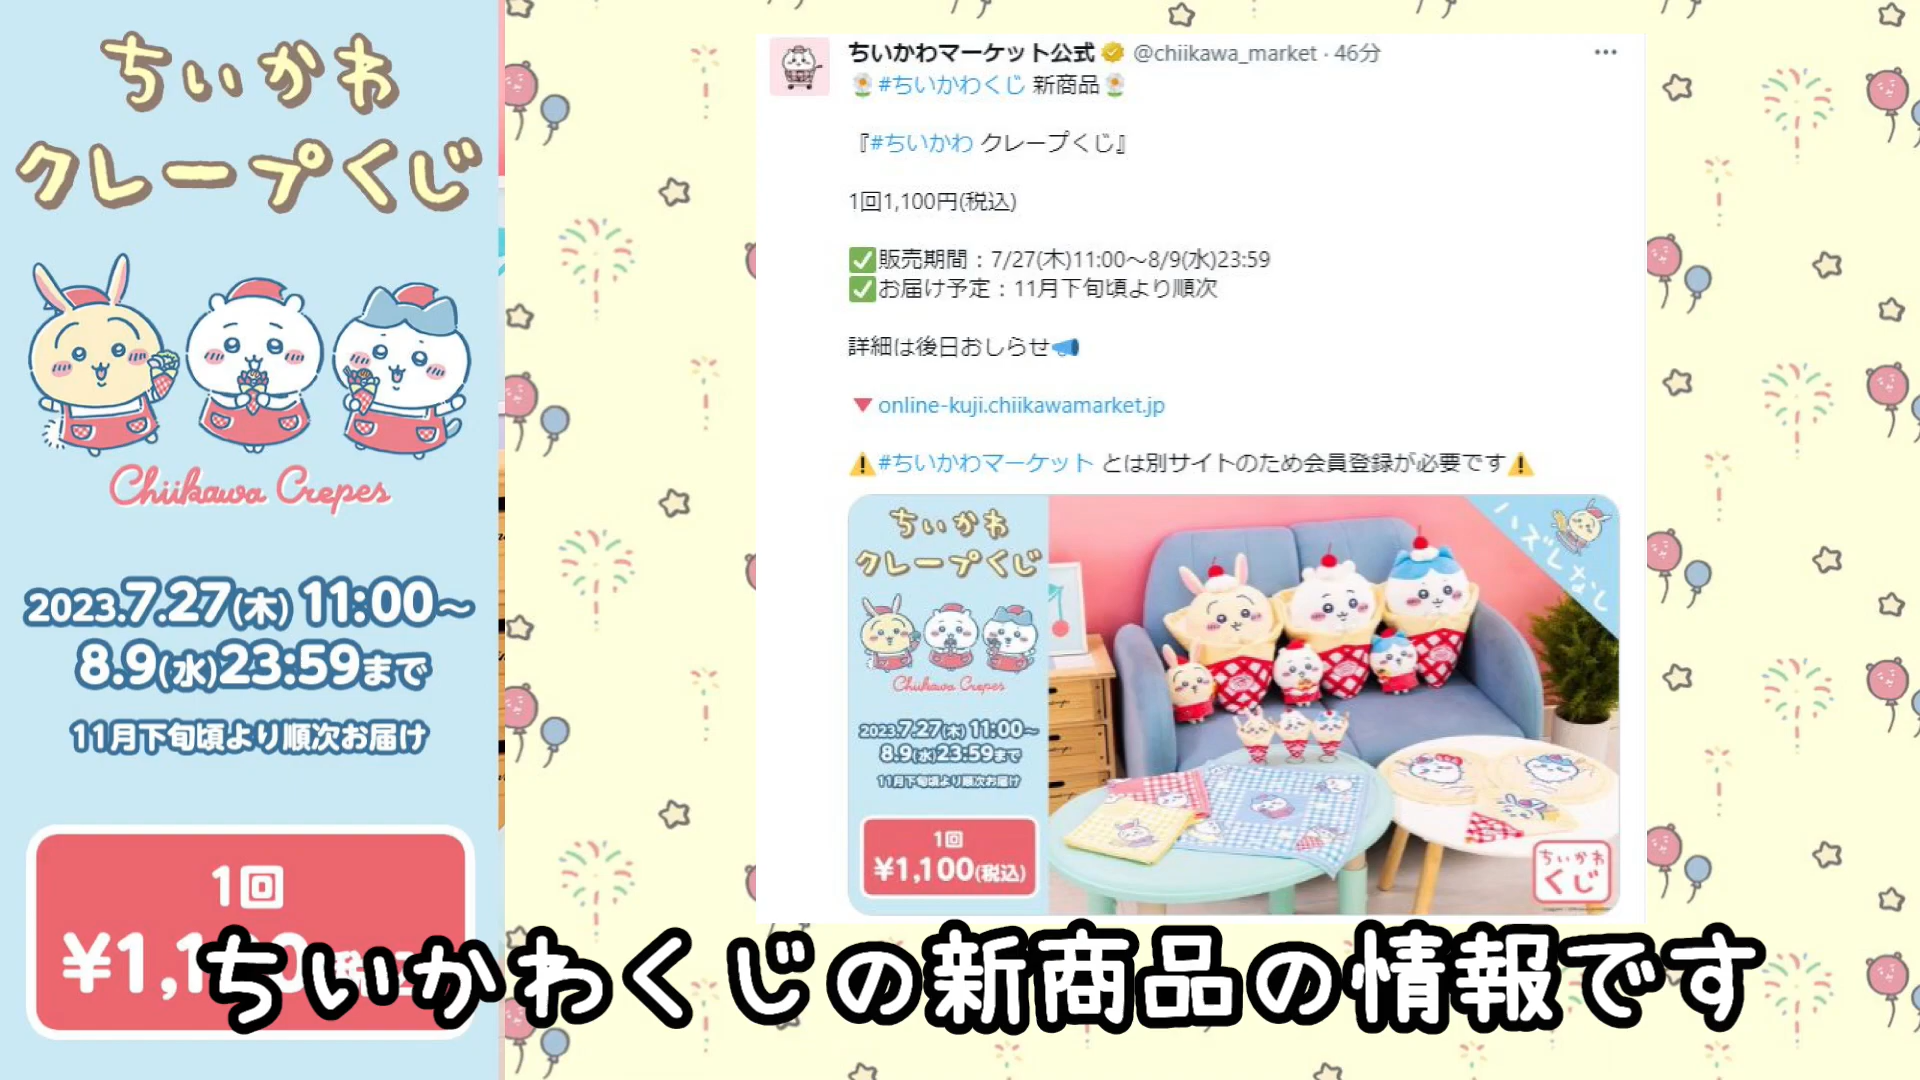 ちいかわ
クレープくじ
Chiikawa Crepes
2023.7.27(木) 11:00～
8.9(水)23:59まで
11月下旬頃より順次お届け
1回
ちいかわマーケット公式 @chiikawa_market · 46分
#ちいかわくじ 新商品
『#ちいかわ クレープくじ』
1回1,100円(税込)
販売期間：7/27(木)11:00～8/9(水)23:59
お届け予定：11月下旬頃より順次
詳細は後日おしらせ
online-kuji.chiikawamarket.jp
#ちいかわマーケット とは別サイトのため会員登録が必要です
ちいかわ
クレープくじ
Chiikawa Crepes
2023.7.27(木) 11:00～
8.9(水)23:59まで
11月下旬頃より順次お届け
1回
¥1,100(税込)
ハズレなし
ちいかわ
くじ
ちいかわくじの新商品の情報です